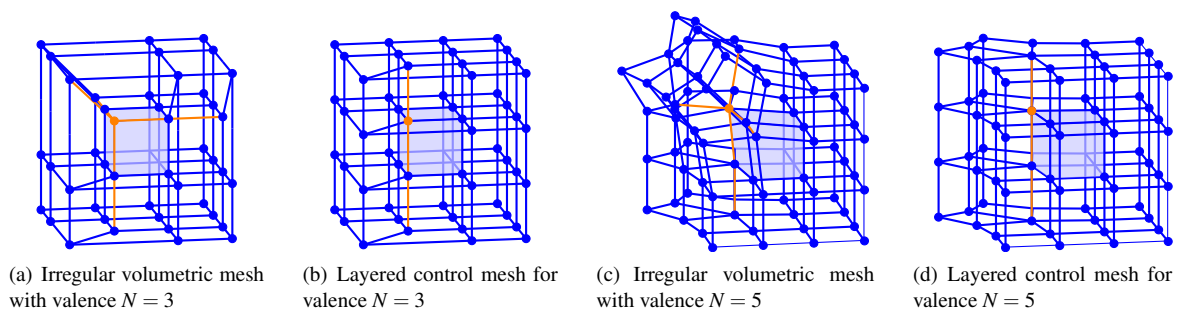 (a) Irregular volumetric mesh
with valence N = 3
(b) Layered control mesh for
valence N = 3
(c) Irregular volumetric mesh
with valence N = 5
(d) Layered control mesh for
valence N = 5